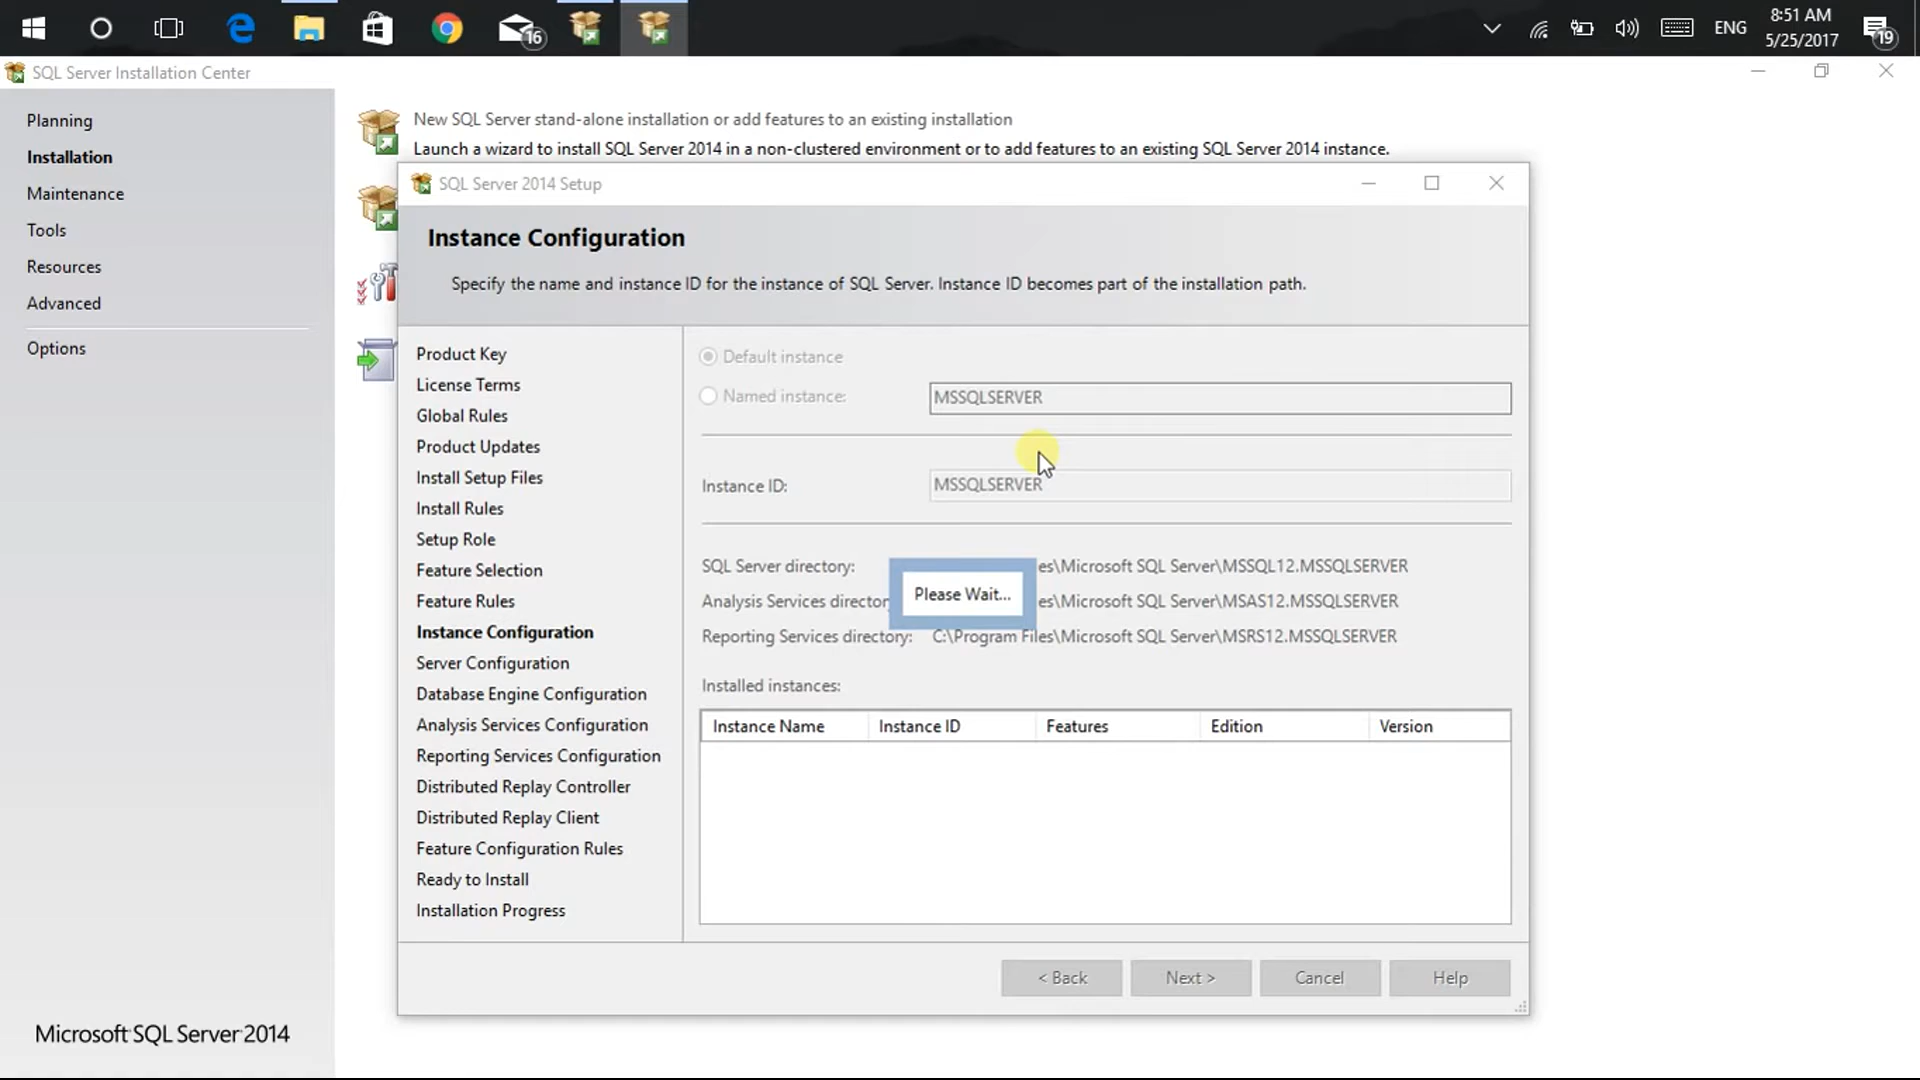 16
ENG
8:51 AM
5/25/2017
19
SQL Server Installation Center
Planning
Installation
Maintenance
Tools
Resources
Advanced
Options
Microsoft SQL Server 2014
New SQL Server stand-alone installation or add features to an existing installation
Launch a wizard to install SQL Server 2014 in a non-clustered environment or to add features to an existing SQL Server 2014 instance.
SQL Server 2014 Setup
Instance Configuration
Specify the name and instance ID for the instance of SQL Server. Instance ID becomes part of the installation path.
Product Key
License Terms
Global Rules
Product Updates
Install Setup Files
Install Rules
Setup Role
Feature Selection
Feature Rules
Instance Configuration
Server Configuration
Database Engine Configuration
Analysis Services Configuration
Reporting Services Configuration
Distributed Replay Controller
Distributed Replay Client
Feature Configuration Rules
Ready to Install
Installation Progress
Default instance
Named instance: MSSQLSERVER
Instance ID: MSSQLSERVER
SQL Server directory: es\Microsoft SQL Server\MSSQL12.MSSQLSERVER
Analysis Services director es\Microsoft SQL Server\MSAS12.MSSQLSERVER
Please Wait...
Reporting Services directory: C:\Program Files\Microsoft SQL Server\MSRS12.MSSQLSERVER
Installed instances:
Instance Name Instance ID Features Edition Version
< Back Next > Cancel Help